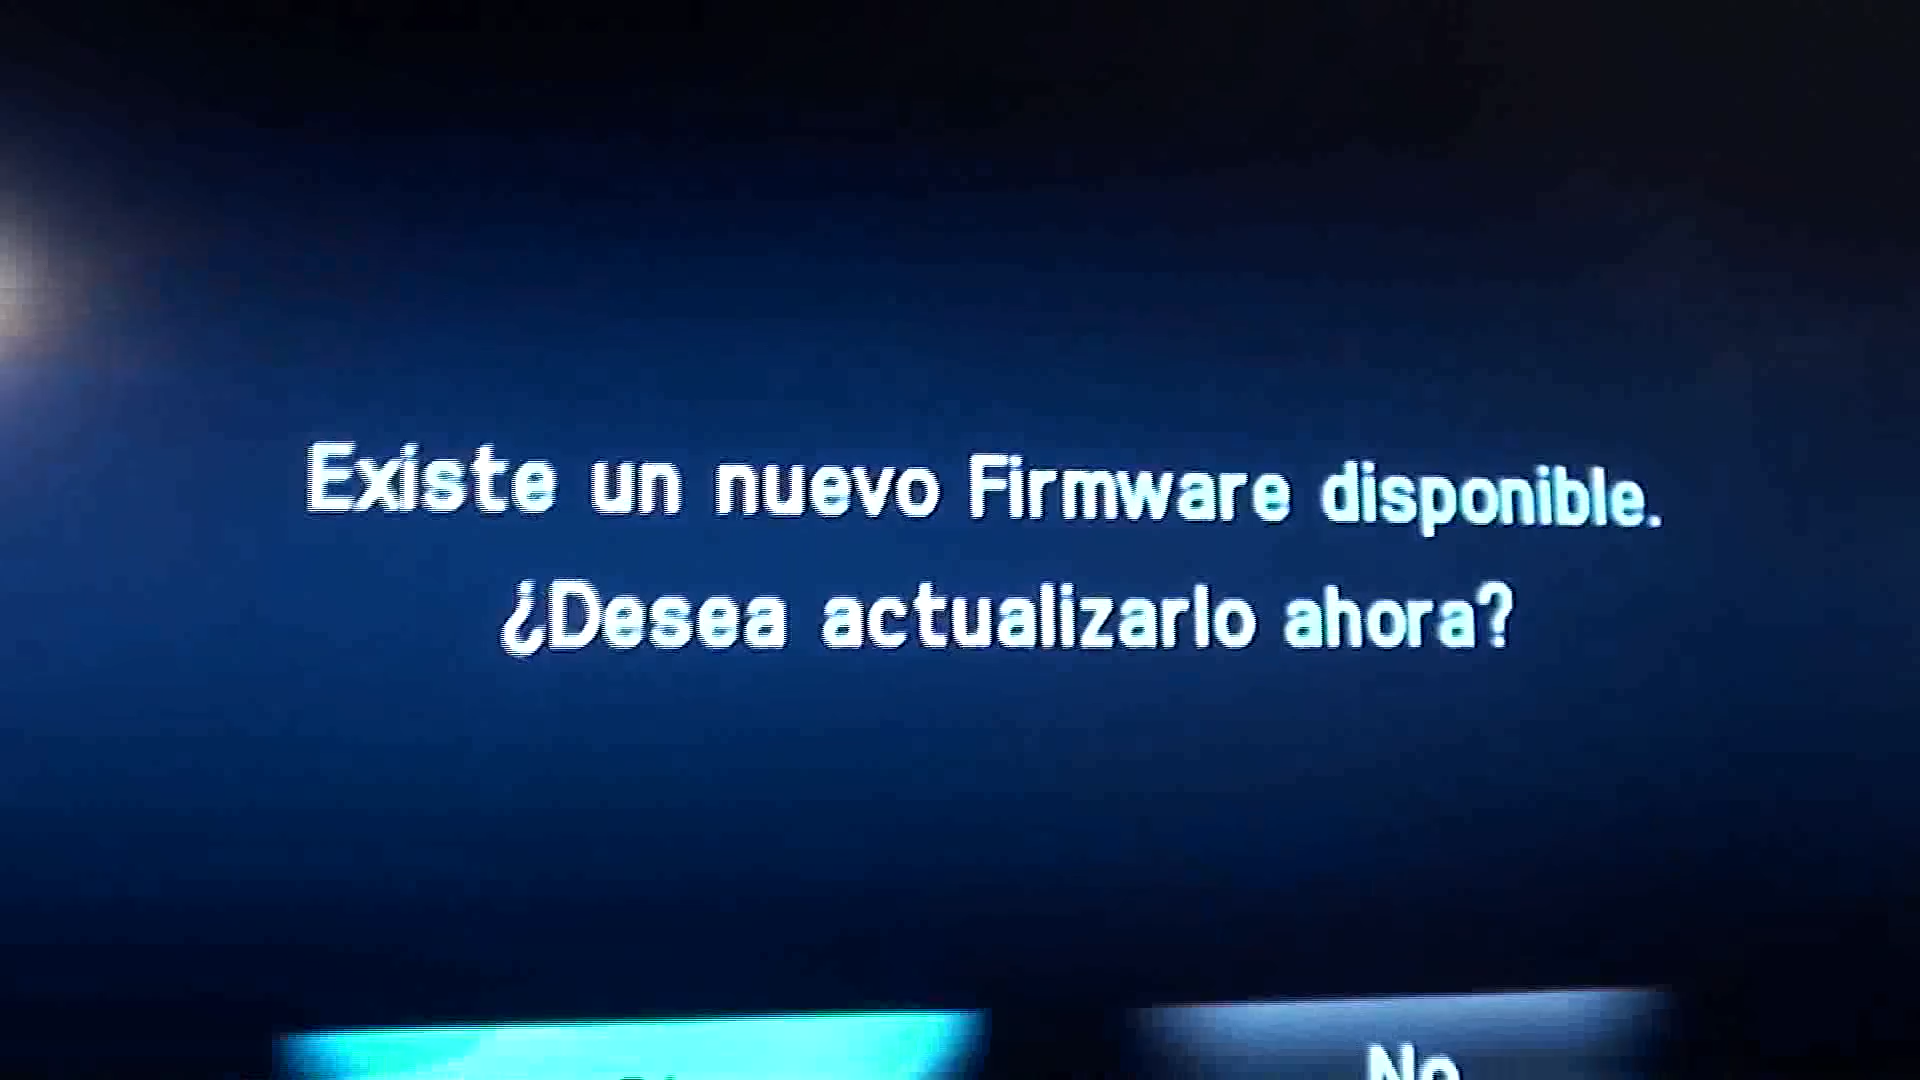 Existe un nuevo Firmware disponible.
¿Desea actualizarlo ahora?
No